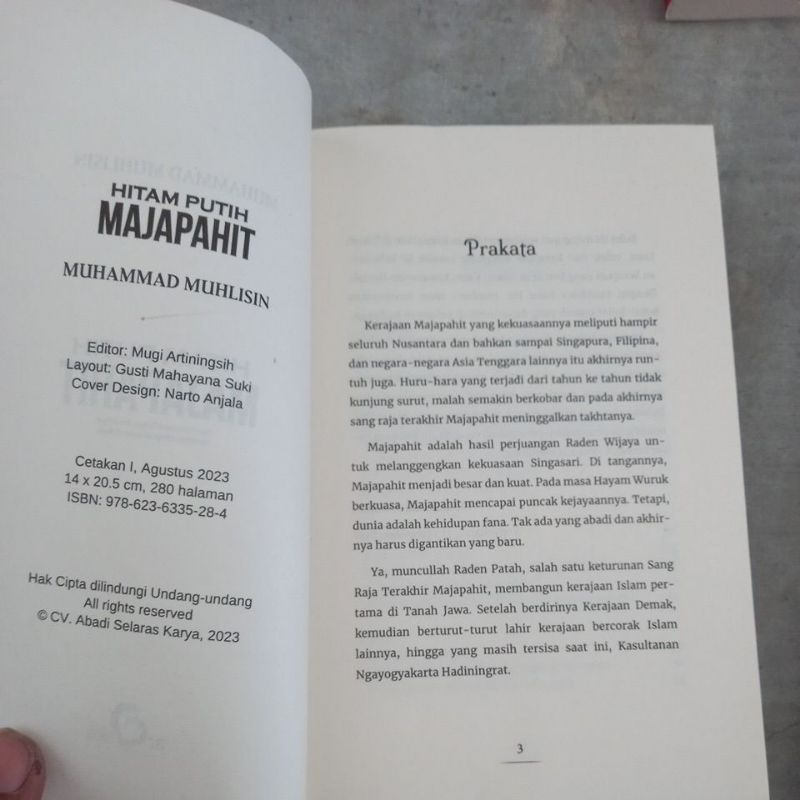 HITAM PUTIH
MAJAPAHIT
MUHAMMAD MUHLISIN
Editor: Mugi Artiningsih
Layout: Gusti Mahayana Suki
Cover Design: Narto Anjala
Cetakan I, Agustus 2023
14 x 20.5 cm, 280 halaman
ISBN: 978-623-6335-28-4
Hak Cipta dilindungi Undang-undang
All rights reserved
© CV. Abadi Selaras Karya, 2023
Prakata
Kerajaan Majapahit yang kekuasaannya meliputi hampir
seluruh Nusantara dan bahkan sampai Singapura, Filipina,
dan negara-negara Asia Tenggara lainnya itu akhirnya run-
tuh juga. Huru-hara yang terjadi dari tahun ke tahun tidak
kunjung surut, malah semakin berkobar dan pada akhirnya
sang raja terakhir Majapahit meninggalkan takhtanya.
Majapahit adalah hasil perjuangan Raden Wijaya un-
tuk melanggengkan kekuasaan Singasari. Di tangannya,
Majapahit menjadi besar dan kuat. Pada masa Hayam Wuruk
berkuasa, Majapahit mencapai puncak kejayaannya. Tetapi,
dunia adalah kehidupan fana. Tak ada yang abadi dan akhir-
nya harus digantikan yang baru.
Ya, muncullah Raden Patah, salah satu keturunan Sang
Raja Terakhir Majapahit, membangun kerajaan Islam per-
tama di Tanah Jawa. Setelah berdirinya Kerajaan Demak,
kemudian berturut-turut lahir kerajaan bercorak Islam
lainnya, hingga yang masih tersisa saat ini, Kasultanan
Ngayogyakarta Hadiningrat.
3